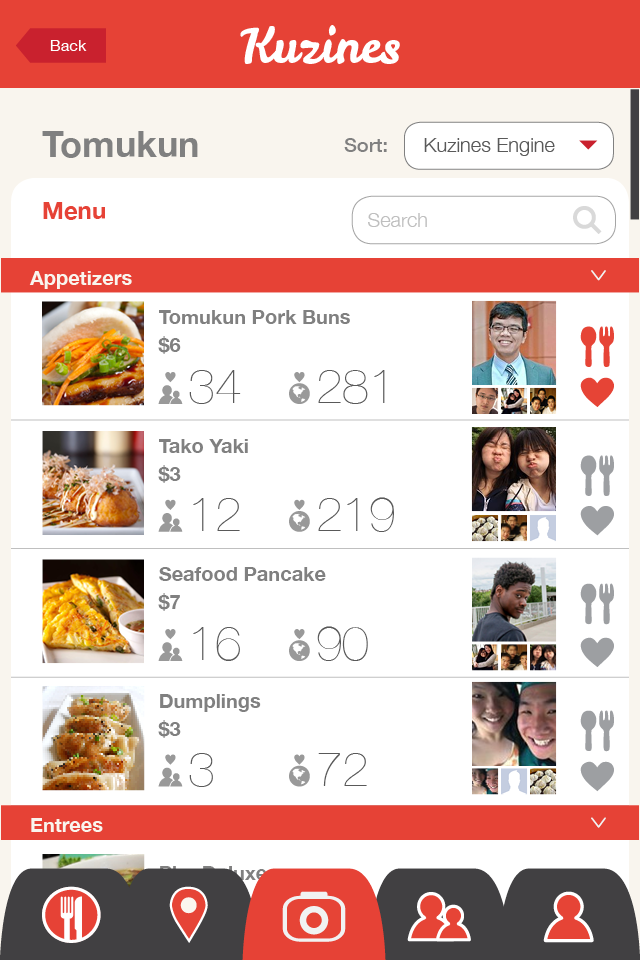 Back
Kuzines
Tomukun
Sort:
Kuzines Engine
Menu
Search
Appetizers
Tomukun Pork Buns
$6
34
281
Tako Yaki
$3
12
219
Seafood Pancake
$7
16
90
Dumplings
$3
3
72
Entrees